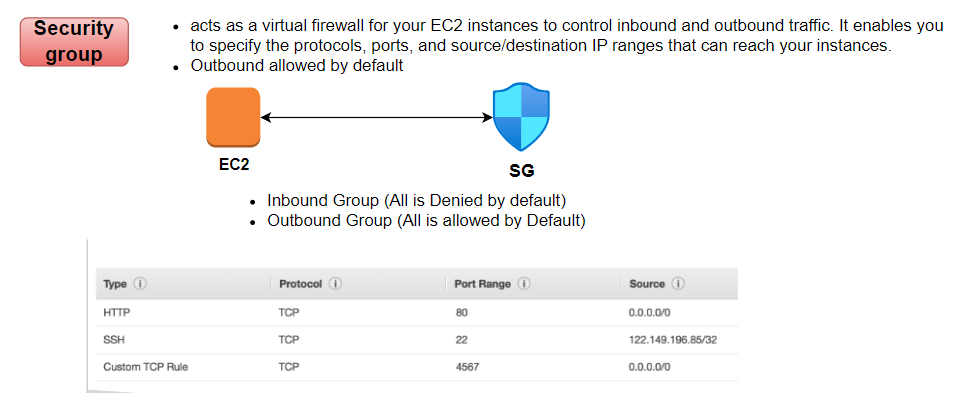 Security
group
• acts as a virtual firewall for your EC2 instances to control inbound and outbound traffic. It enables you
to specify the protocols, ports, and source/destination IP ranges that can reach your instances.
• Outbound allowed by default
EC2
SG
• Inbound Group (All is Denied by default)
• Outbound Group (All is allowed by Default)
Type i Protocol i Port Range i Source i
HTTP TCP 80 0.0.0.0/0
SSH TCP 22 122.149.196.85/32
Custom TCP Rule TCP 4567 0.0.0.0/0